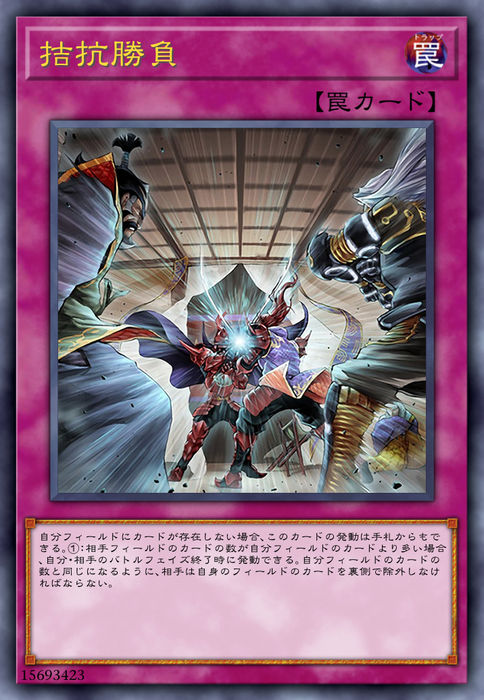 拮抗勝負
トラップ
罠
【罠カード】
自分フィールドにカードが存在しない場合、このカードの発動は手札からもで
きる。①:相手フィールドのカードの数が自分フィールドのカードより多い場合
、自分・相手のバトルフェイズ終了時に発動できる。自分フィールドのカードの
数と同じになるように、相手は自身のフィールドのカードを裏側で除外しなけ
ればならない。
15693423